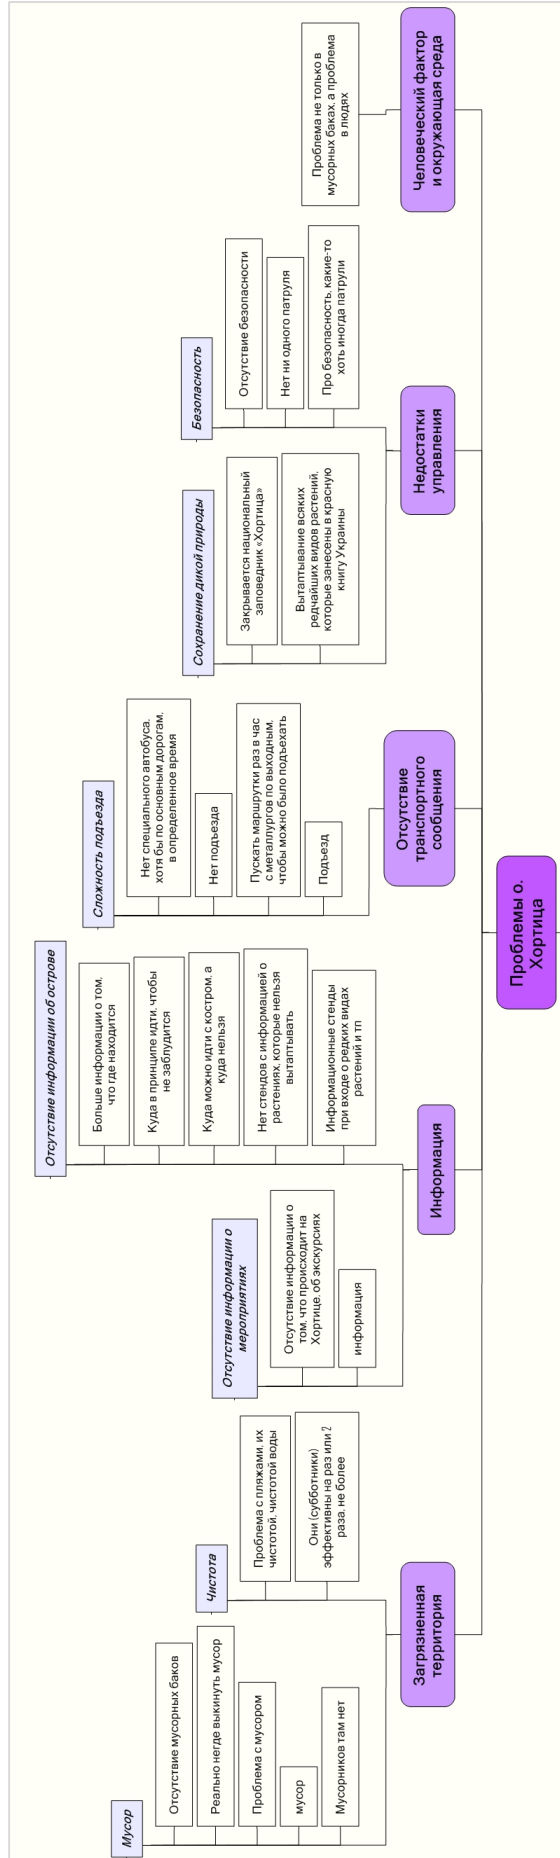 Проблемы о.
Хортица
Загрязненная
территория
Мусор
Отсутствие мусорных баков
Реально негде выкинуть мусор
Проблема с мусором
мусор
Мусорников там нет
Чистота
Проблема с пляжами, их
чистотой, чистотой воды
Они (субботники)
эффективны на раз или 2
раза, не более
Информация
Отсутствие информации о
мероприятиях
Отсутствие информации о
том, что происходит на
Хортице, об экскурсиях
информация
Отсутствие информации об острове
Больше информации о том,
что где находится
Куда в принципе идти, чтобы
не заблудится
Куда можно идти с костром, а
куда нельзя
Нет стендов с информацией о
растениях, которые нельзя
вытаптывать
Информационные стенды
при входе о редких видах
растений и тп
Отсутствие
транспортного
сообщения
Сложность подъезда
Нет специального автобуса,
хотя бы по основным дорогам,
в определенное время
Нет подъезда
Пускать маршрутки раз в час
с металлургов по выходным,
чтобы можно было подъехать
Подъезд
Недостатки
управления
Сохранение дикой природы
Закрывается национальный
заповедник «Хортица»
Вытаптывание всяких
редчайших видов растений,
которые занесены в красную
книгу Украины
Безопасность
Отсутствие безопасности
Нет ни одного патруля
Про безопасность, какие-то
хоть иногда патрули
Человеческий фактор
и окружающая среда
Проблема не только в
мусорных баках, а проблема
в людях